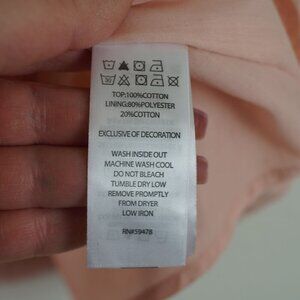 TOP:100%COTTON
LINING:80%POLYESTER
20%COTTON
EXCLUSIVE OF DECORATION
WASH INSIDE OUT
MACHINE WASH COOL
DO NOT BLEACH
TUMBLE DRY LOW
REMOVE PROMPTLY
FROM DRYER
LOW IRON
RN#59478